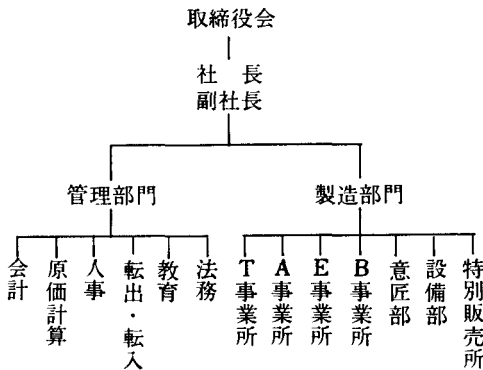 取締役会
社 長
副社長
管理部門
製造部門
会計
原価計算
人事
転出・転入
教育
法務
T事業所
A事業所
E事業所
B事業所
意匠部
設備部
特別販売所